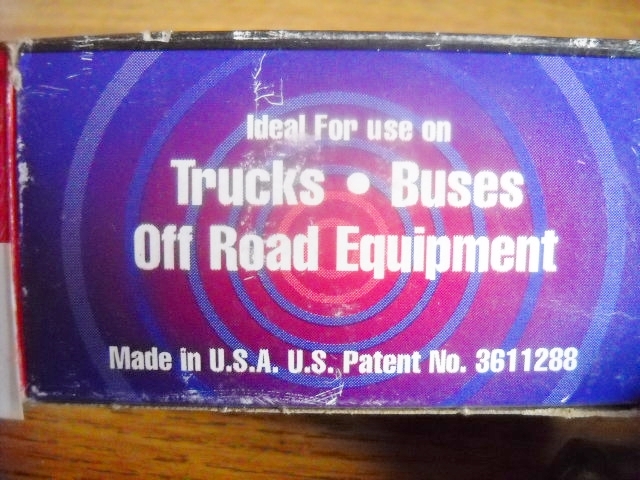 Ideal For use on
Trucks • Buses
Off Road Equipment
Made in U.S.A. U.S. Patent No. 3611288